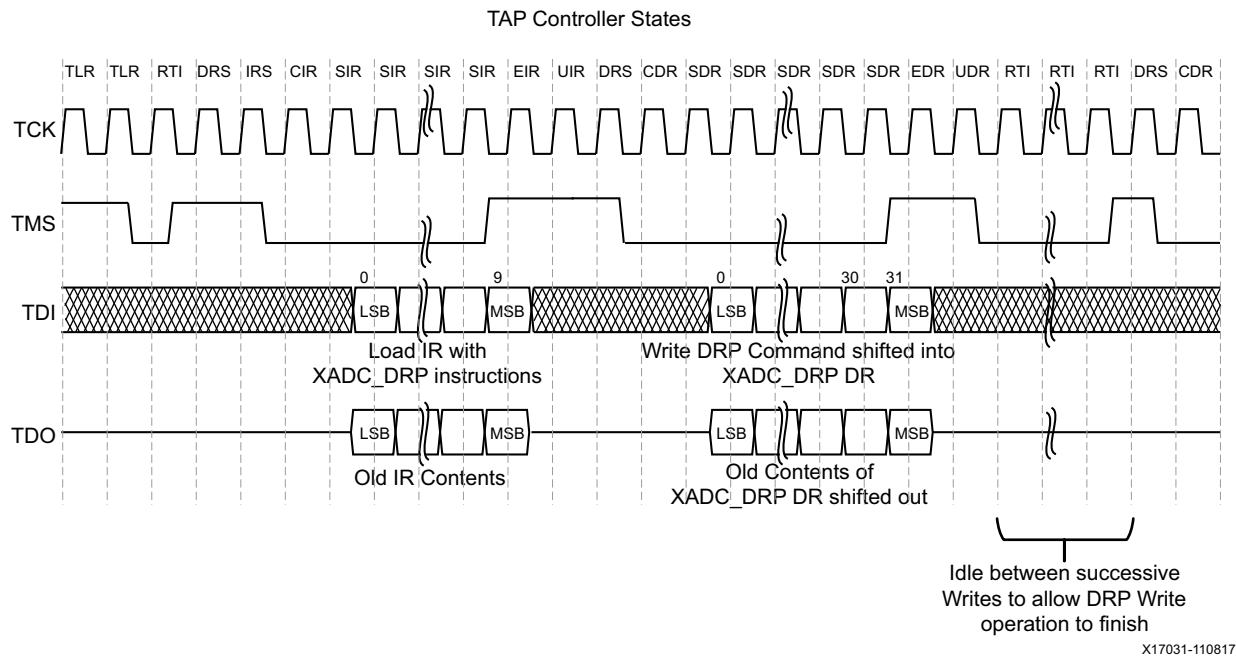 TAP Controller States
TLR TLR RTI DRS IRS CIR SIR SIR SIR SIR EIR UIR DRS CDR SDR SDR SDR SDR SDR EDR UDR RTI RTI RTI DRS CDR
TCK
TMS
0 9 0 30 31
TDI LSB MSB LSB MSB
Load IR with
XADC_DRP instructions
Write DRP Command shifted into
XADC_DRP DR
TDO LSB MSB LSB MSB
Old IR Contents
Old Contents of
XADC_DRP DR shifted out
Idle between successive
Writes to allow DRP Write
operation to finish
X17031-110817